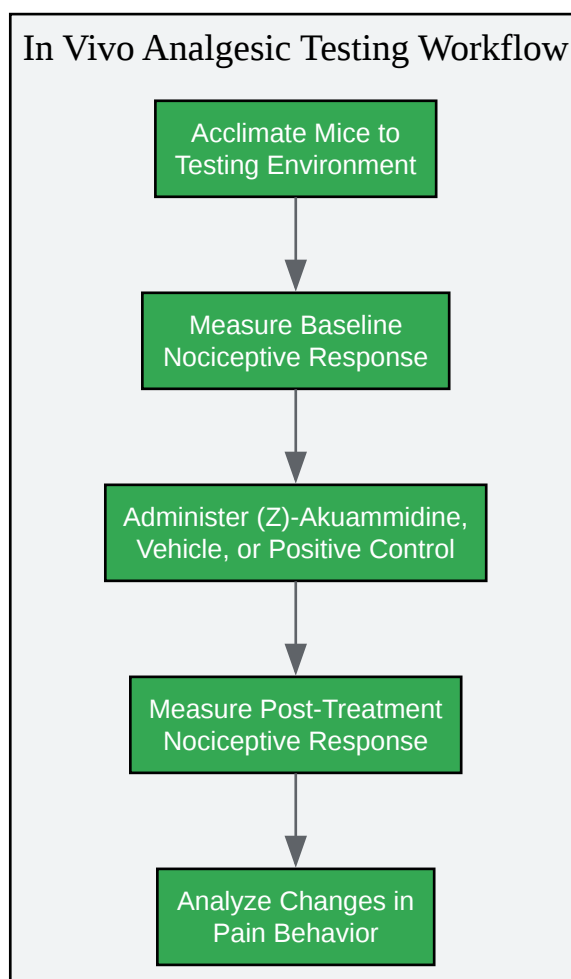 In Vivo Analgesic Testing Workflow
Acclimate Mice to
Testing Environment
Measure Baseline
Nociceptive Response
Administer (Z)-Akuammidine,
Vehicle, or Positive Control
Measure Post-Treatment
Nociceptive Response
Analyze Changes in
Pain Behavior